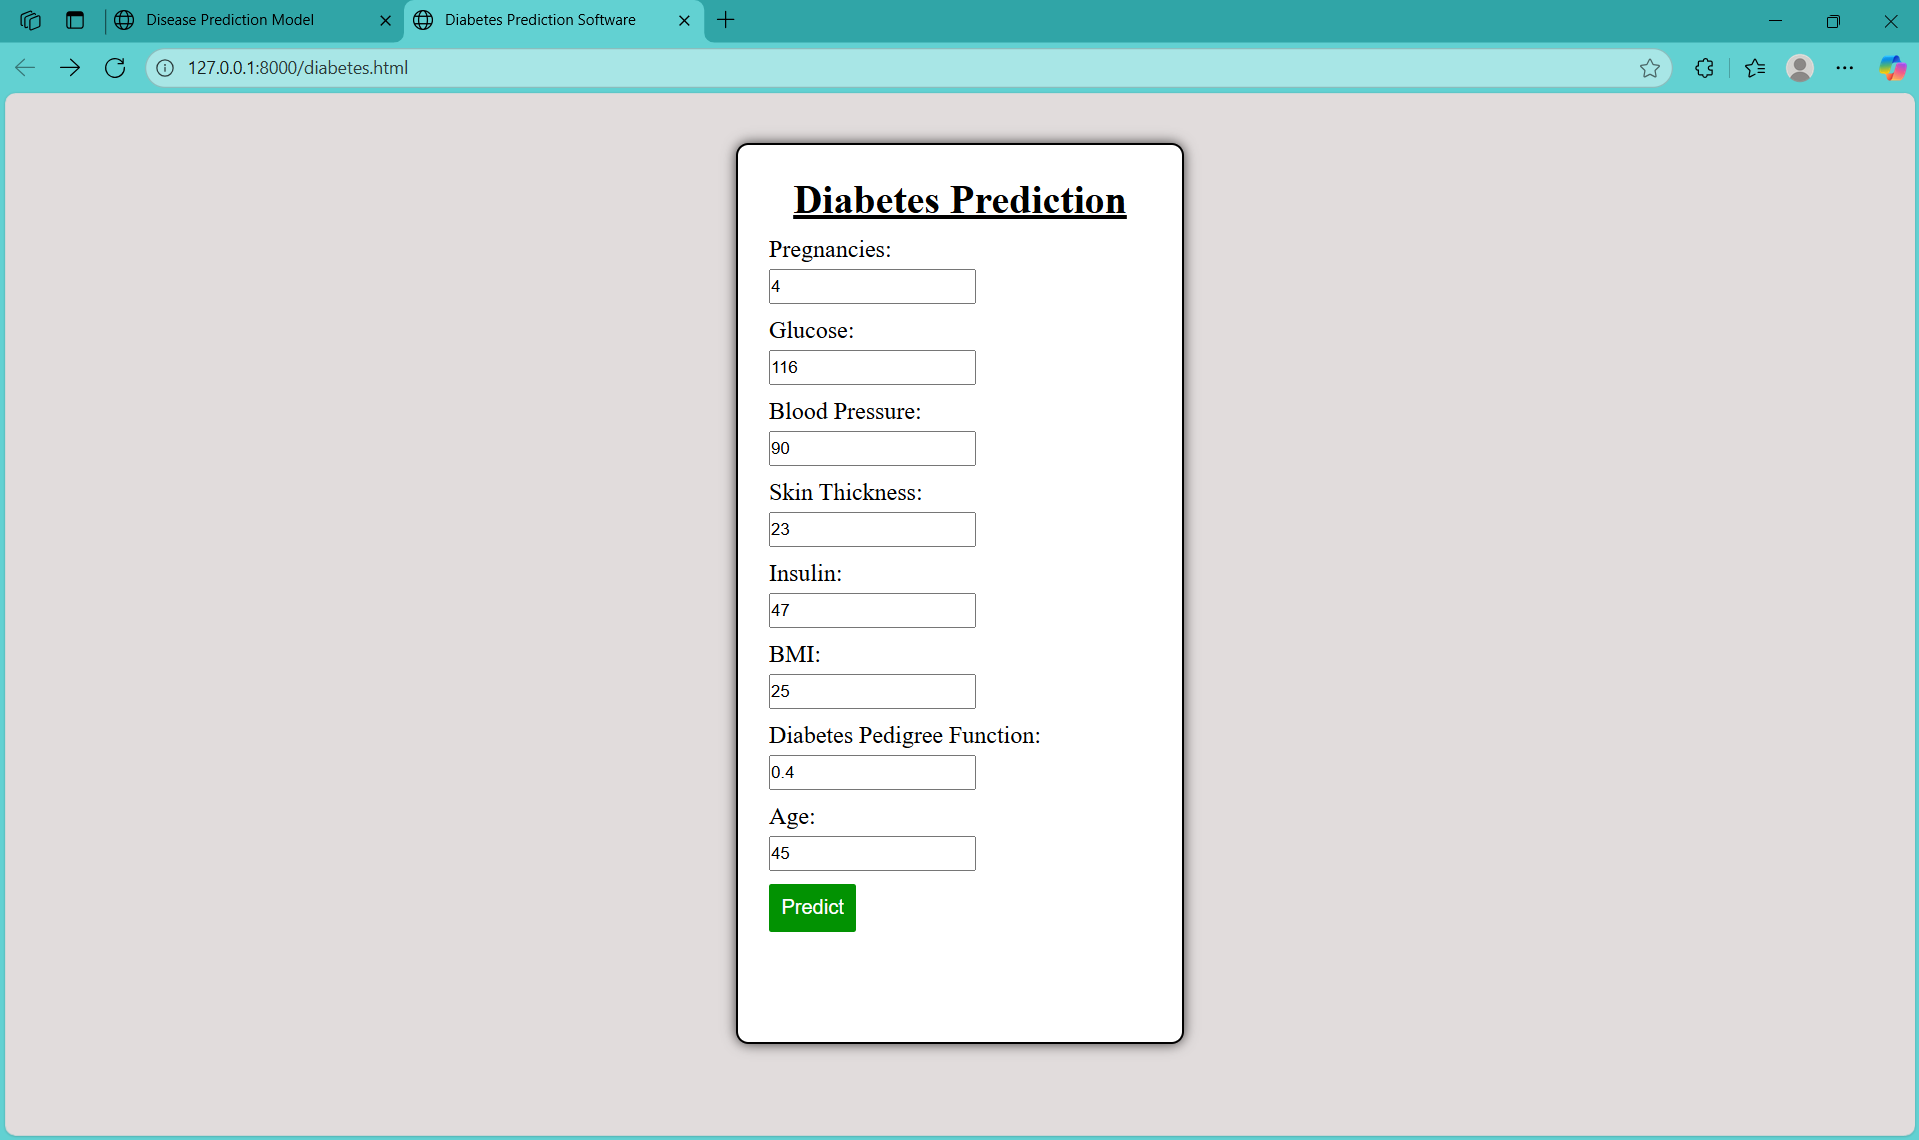 Disease Prediction Model
Diabetes Prediction Software
127.0.0.1:8000/diabetes.html
Diabetes Prediction
Pregnancies:
4
Glucose:
116
Blood Pressure:
90
Skin Thickness:
23
Insulin:
47
BMI:
25
Diabetes Pedigree Function:
0.4
Age:
45
Predict